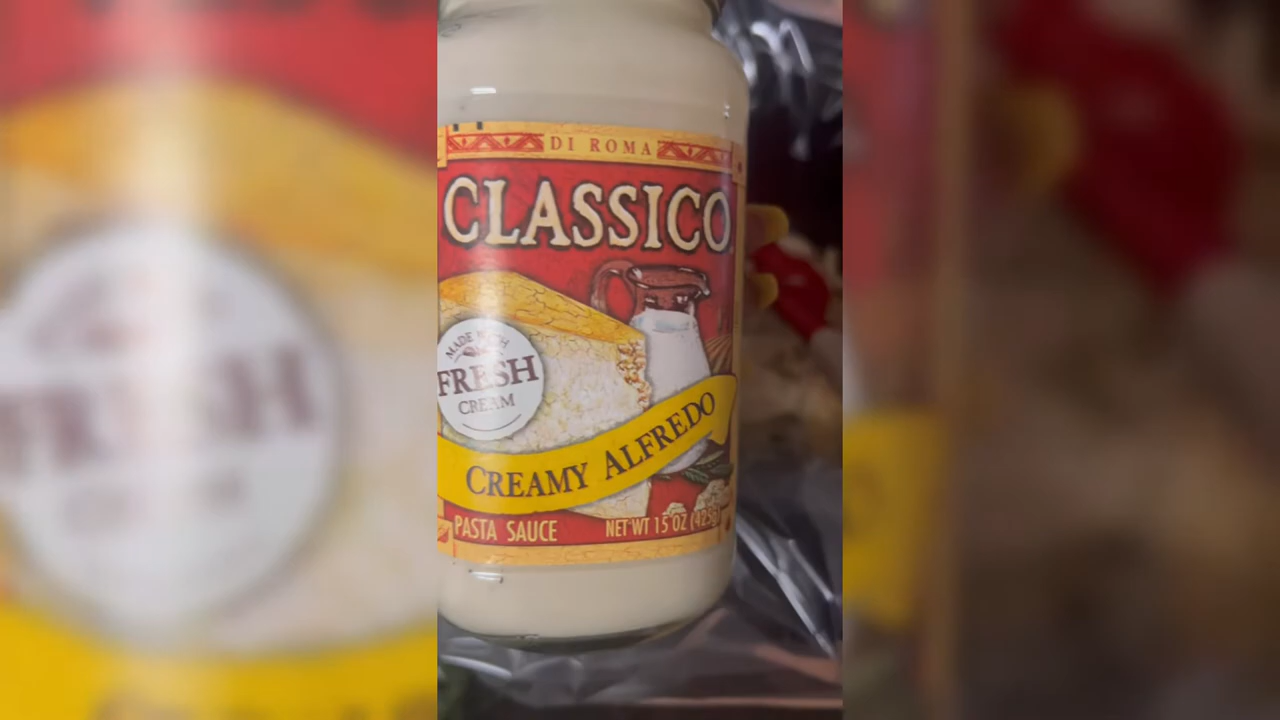 DI ROMA
CLASSICO
MADE WITH
FRESH
CREAM
CREAMY ALFREDO
PASTA SAUCE
NET WT 15 OZ